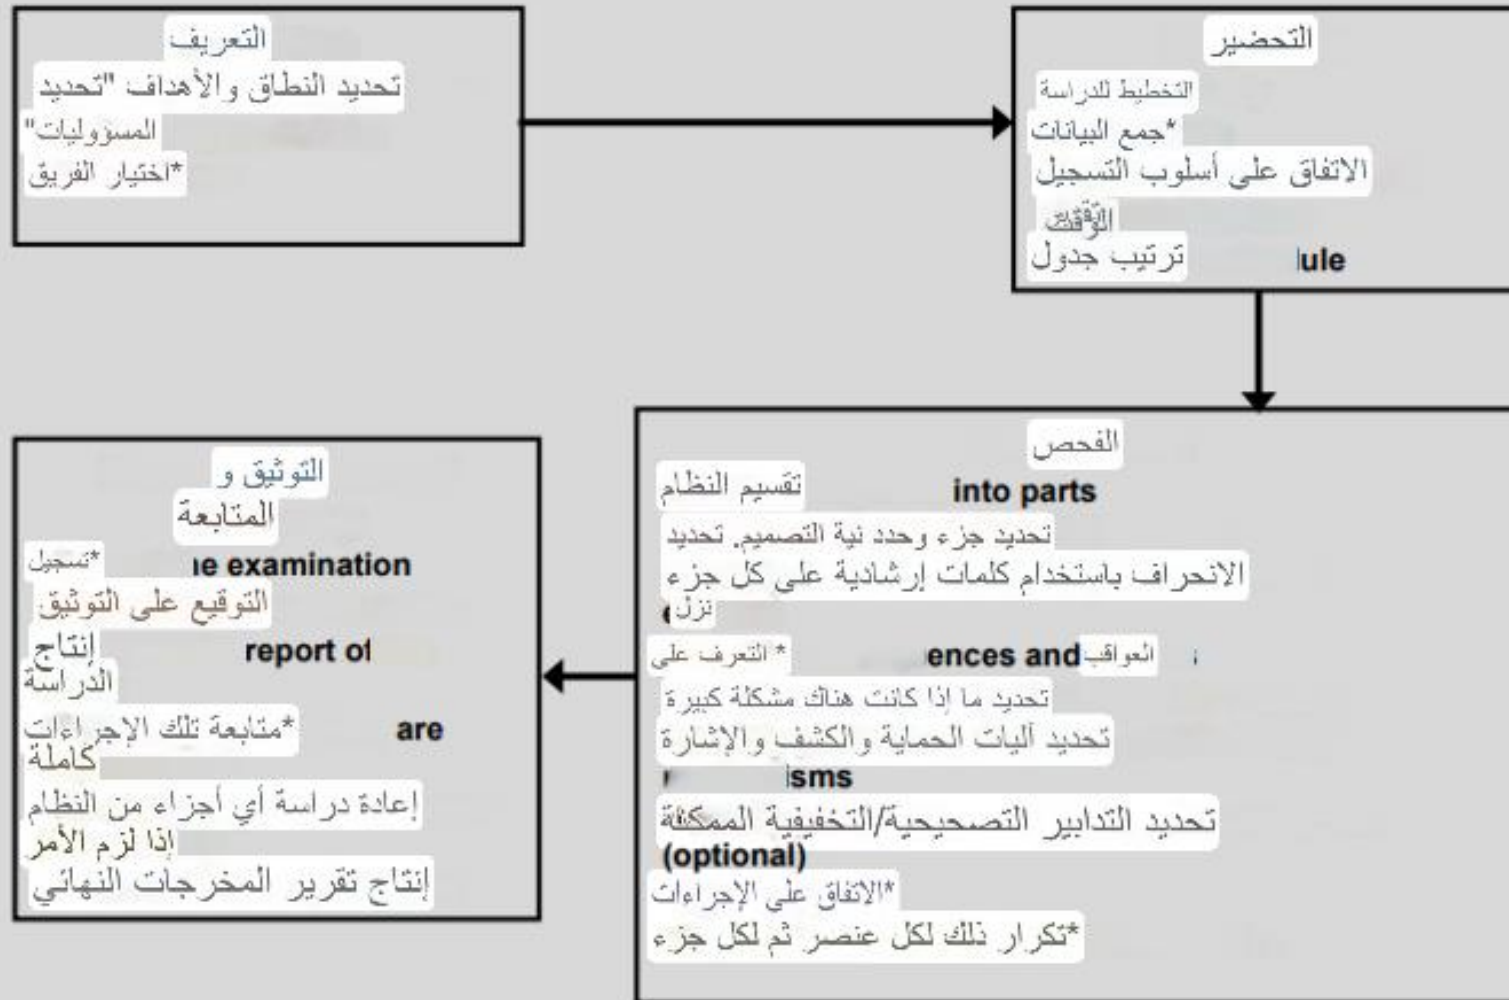 التعريف
تحديد النطاق والأهداف "تحديد
المسؤوليات"
*اختيار الفريق
التحضير
التخطيط للدراسة
*جمع البيانات
الاتفاق على أسلوب التسجيل
ترتيب جدول lule
الفحص
تقسيم النظام into parts
تحديد جزء وحدد نية التصميم. تحديد
الانحراف باستخدام كلمات إرشادية على كل جزء
نزل
* التعرف على ences and العواقب
تحديد ما إذا كانت هناك مشكلة كبيرة
تحديد آليات الحماية والكشف والإشارة
isms
تحديد التدابير التصحيحية/التخفيفية الممكنة
(optional)
*الاتفاق على الإجراءات
*تكرار ذلك لكل عنصر ثم لكل جزء
التوثيق و
المتابعة
*تسجيل ie examination
التوقيع على التوثيق
إنتاج report of
الدراسة
*متابعة تلك الإجراءات are
كاملة
إعادة دراسة أي أجزاء من النظام
إذا لزم الأمر
إنتاج تقرير المخرجات النهائي